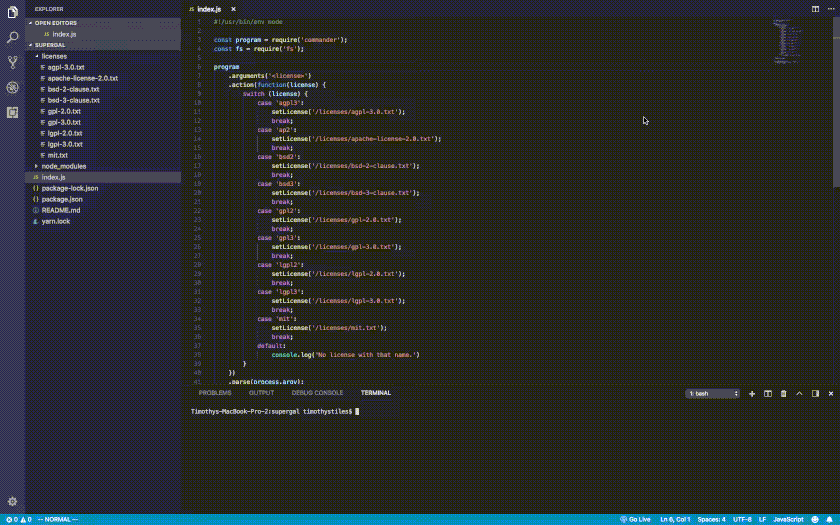 EXPLORER
OPEN EDITORS
JS index.js
SUPERGAL
licenses
agpl-3.0.txt
apache-license-2.0.txt
bsd-2-clause.txt
bsd-3-clause.txt
gpl-2.0.txt
gpl-3.0.txt
lgpl-2.0.txt
lgpl-3.0.txt
mit.txt
node_modules
JS index.js
{} package-lock.json
{} package.json
README.md
yarn.lock
JS index.js
1 #!/usr/bin/env node
2
3 const program = require('commander');
4 const fs = require('fs');
5
6 program
7 .arguments('<license>')
8 .action(function(license) {
9 switch (license) {
10 case 'agpl3':
11 setLicense('/licenses/agpl-3.0.txt');
12 break;
13 case 'ap2':
14 setLicense('/licenses/apache-license-2.0.txt');
15 break;
16 case 'bsd2':
17 setLicense('/licenses/bsd-2-clause.txt');
18 break;
19 case 'bsd3':
20 setLicense('/licenses/bsd-3-clause.txt');
21 break;
22 case 'gpl2':
23 setLicense('/licenses/gpl-2.0.txt');
24 break;
25 case 'gpl3':
26 setLicense('/licenses/gpl-3.0.txt');
27 break;
28 case 'lgpl2':
29 setLicense('/licenses/lgpl-2.0.txt');
30 break;
31 case 'lgpl3':
32 setLicense('/licenses/lgpl-3.0.txt');
33 break;
34 case 'mit':
35 setLicense('/licenses/mit.txt');
36 break;
37 default:
38 console.log('No license with that name.')
39 }
40 })
41 .parse(process.argv);
PROBLEMS OUTPUT DEBUG CONSOLE TERMINAL 1: bash
Timothys-MacBook-Pro-2:supergal timothystiles$
0 0 -- NORMAL -- Go Live Ln 6, Col 1 Spaces: 4 UTF-8 LF JavaScript